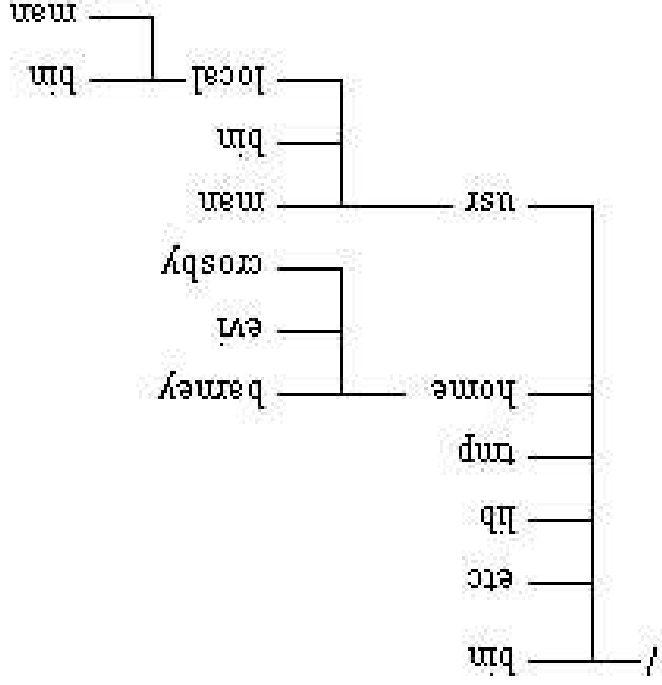 / bin
etc
lib
tmp
home barney
evi
crosby
usr man
bin
local bin
man